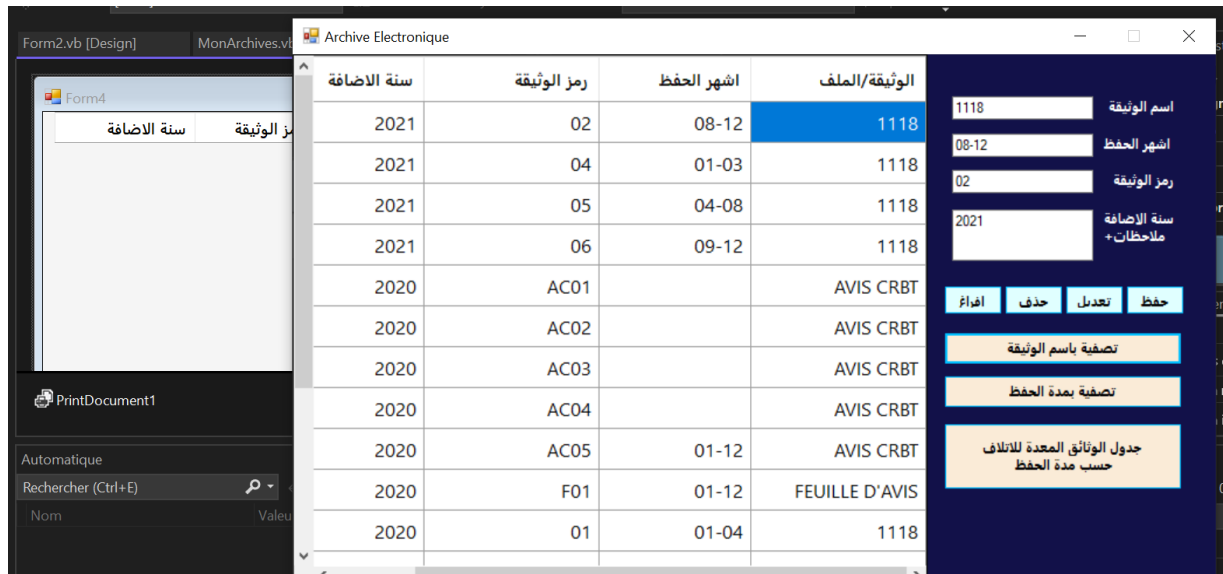 Form2.vb [Design]
MonArchives.vb
Form4
سنة الاضافة
PrintDocument1
Automatique
Rechercher (Ctrl+E)
Nom
Valeu
Archive Electronique
الوثيقة/الملف اشهر الحفظ رمز الوثيقة سنة الاضافة
1118 08-12 02 2021
1118 01-03 04 2021
1118 04-08 05 2021
1118 09-12 06 2021
AVIS CRBT AC01 2020
AVIS CRBT AC02 2020
AVIS CRBT AC03 2020
AVIS CRBT AC04 2020
AVIS CRBT 01-12 AC05 2020
FEUILLE D'AVIS 01-12 F01 2020
1118 01-04 01 2020
اسم الوثيقة 1118
اشهر الحفظ 08-12
رمز الوثيقة 02
سنة الاضافة 2021
ملاحظات+
حفظ تعديل حذف افراغ
تصفية باسم الوثيقة
تصفية بمدة الحفظ
جدول الوثائق المعدة للاتلاف
حسب مدة الحفظ